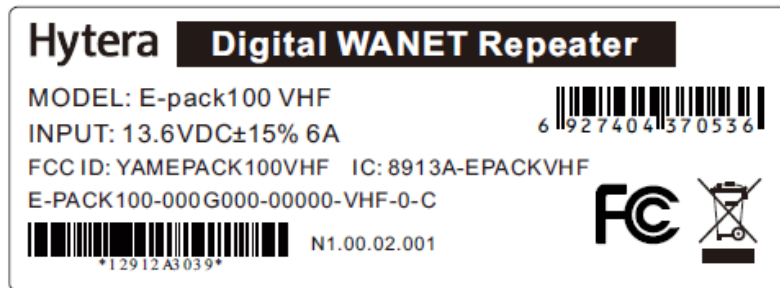 Hytera Digital WANET Repeater
MODEL: E-pack100 VHF
INPUT: 13.6VDC±15% 6A
6 927404 370536
FCC ID: YAMEPACK100VHF IC: 8913A-EPACKVHF
E-PACK100-000G000-00000-VHF-0-C
FC
N1.00.02.001
*12912A3039*